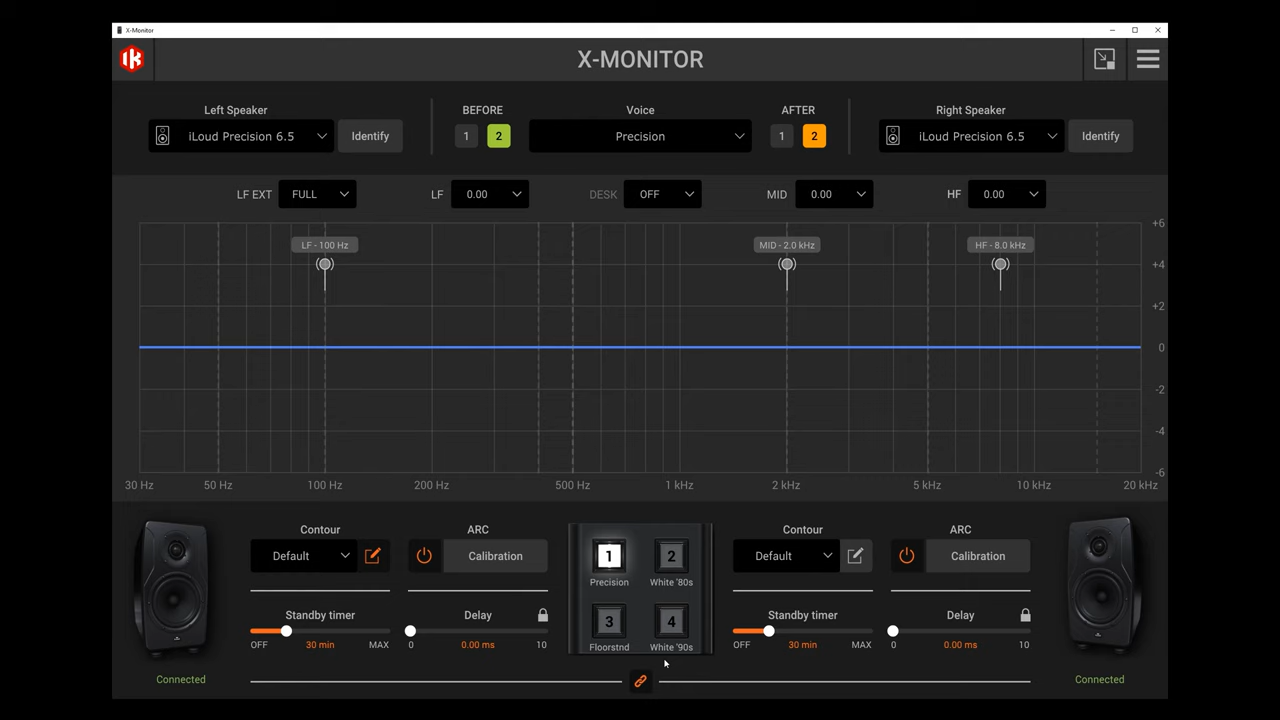 X-Monitor
X-MONITOR
Left Speaker
BEFORE
Voice
AFTER
Right Speaker
iLoud Precision 6.5
Identify
1 2
Precision
1 2
iLoud Precision 6.5
Identify
LF EXT FULL
LF 0.00
DESK OFF
MID 0.00
HF 0.00
LF - 100 Hz
MID - 2.0 kHz
HF - 8.0 kHz
+6
+4
+2
0
-2
-4
-6
30 Hz 50 Hz 100 Hz 200 Hz 500 Hz 1 kHz 2 kHz 5 kHz 10 kHz 20 kHz
Contour
ARC
Default
Calibration
Standby timer
Delay
OFF 30 min MAX
0 0.00 ms 10
Connected
1 2
Precision White '80s
3 4
Floorstnd White '90s
Contour
ARC
Default
Calibration
Standby timer
Delay
OFF 30 min MAX
0 0.00 ms 10
Connected